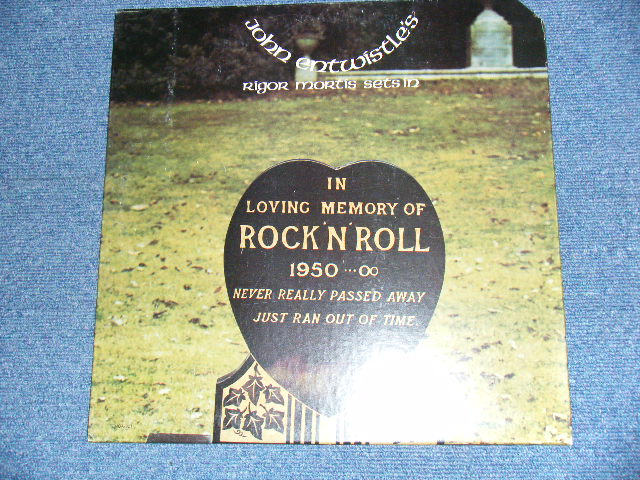 John Entwistle's
Rigor Mortis Sets In
IN
LOVING MEMORY OF
ROCK 'N' ROLL
1950 ··· ∞
NEVER REALLY PASSED AWAY
JUST RAN OUT OF TIME.